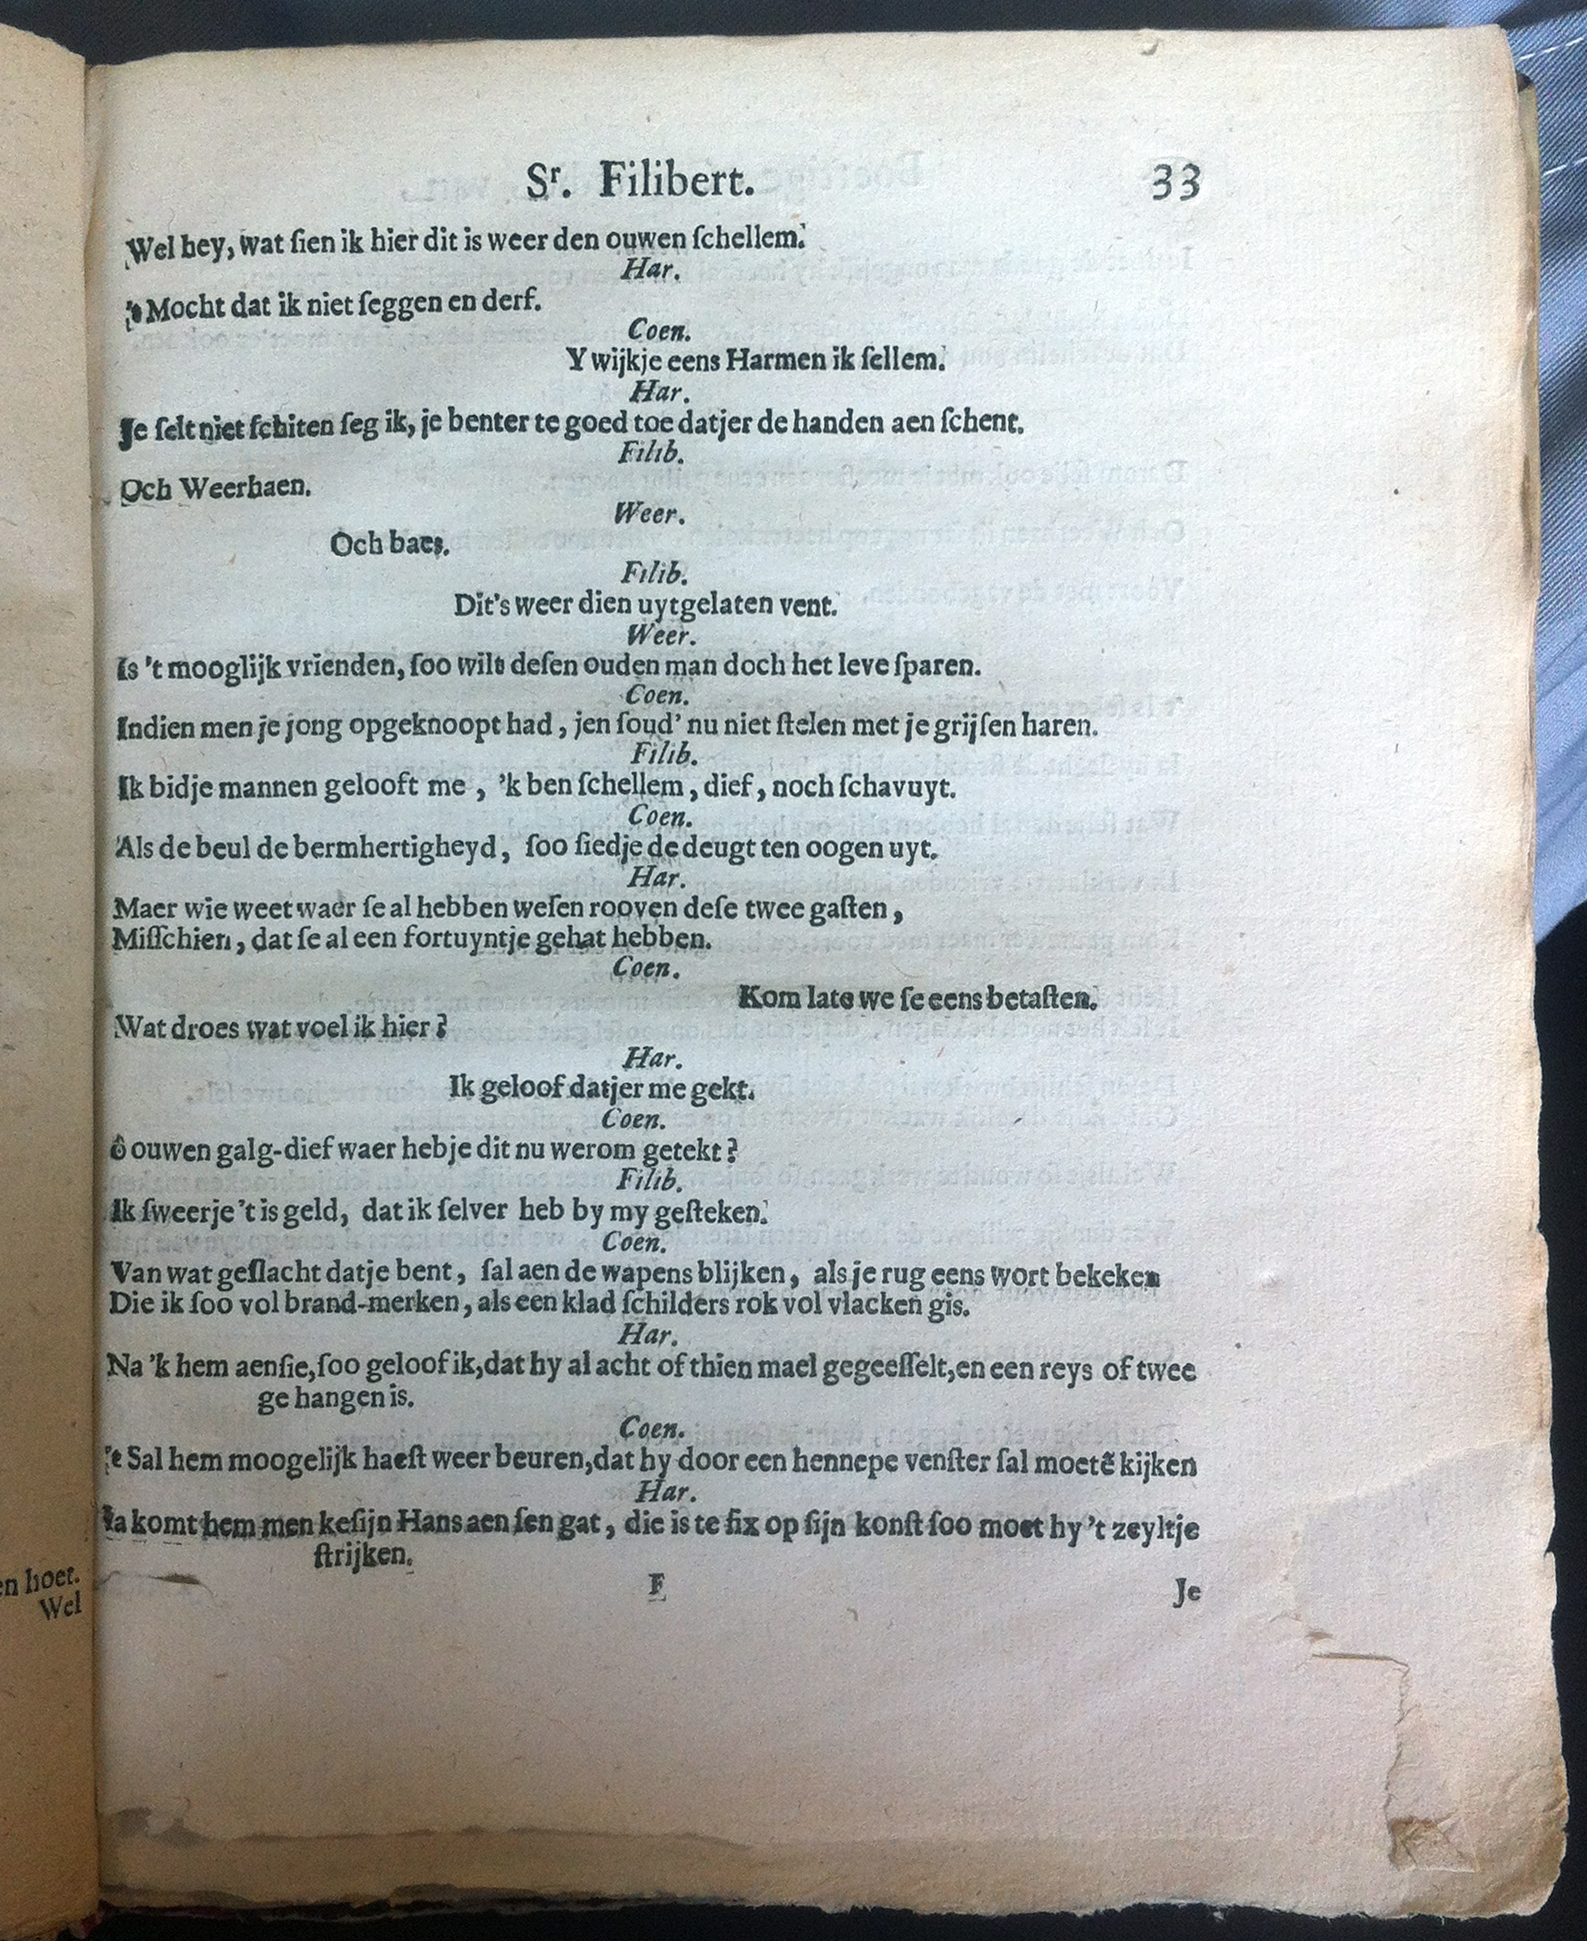 Sr. Filibert. 33
Wel hey, wat ſien ik hier dit is weer den ouwen ſchellem.
Har.
't Mocht dat ik niet ſeggen en derf.
Coen.
Y wijkje eens Harmen ik ſellem.
Har.
Je ſelt niet ſchiten ſeg ik, je benter te goed toe datjer de handen aen ſchent.
Filib.
Och Weerhaen.
Weer.
Och baes.
Filib.
Dit's weer dien uytgelaten vent.
Weer.
Is 't mooglijk vrienden, ſoo wilt deſen ouden man doch het leve ſparen.
Coen.
Indien men je jong opgeknoopt had, jen ſoud' nu niet ſtelen met je grijſen haren.
Filib.
Ik bidje mannen gelooft me, 'k ben ſchellem, dief, noch ſchavuyt.
Coen.
Als de beul de bermhertigheyd, ſoo ſiedje de deugt ten oogen uyt.
Har.
Maer wie weet waer ſe al hebben weſen rooven deſe twee gaſten,
Miſſchien, dat ſe al een fortuyntje gehat hebben.
Coen.
Kom late we ſe eens betaſten.
Wat droes wat voel ik hier?
Har.
Ik geloof datjer me gekt.
Coen.
ô ouwen galg-dief waer hebje dit nu werom getekt?
Filib.
Ik ſweerje 't is geld, dat ik ſelver heb by my geſteken.
Coen.
Van wat geſlacht datje bent, ſal aen de wapens blijken, als je rug eens wort bekeken
Die ik ſoo vol brand-merken, als een klad ſchilders rok vol vlacken gis.
Har.
Na 'k hem aenſie, ſoo geloof ik, dat hy al acht of thien mael gegeeſſelt, en een reys of twee
ge hangen is.
Coen.
't Sal hem moogelijk haeſt weer beuren, dat hy door een hennepe venſter ſal moetẽ kijken
Har.
Ja komt hem men keſijn Hans aen ſen gat, die is te fix op ſijn konſt ſoo moet hy 't zeyltje
ſtrijken.
F Je
en hoet.
Wel